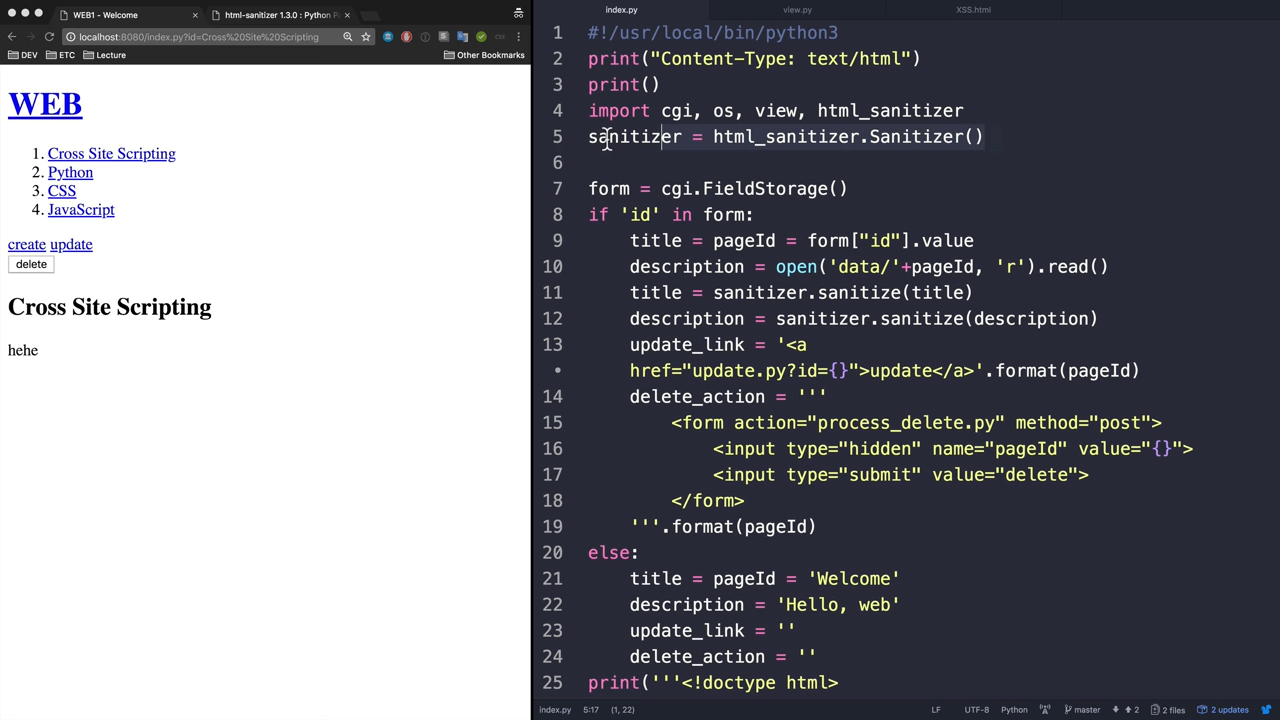 WEB1 - Welcome
html-sanitizer 1.3.0 : Python P
localhost:8080/index.py?id=Cross%20Site%20Scripting
DEV
ETC
Lecture
Other Bookmarks
WEB
1. Cross Site Scripting
2. Python
3. CSS
4. JavaScript
create update
delete
Cross Site Scripting
hehe
index.py
view.py
XSS.html
1 #!/usr/local/bin/python3
2 print("Content-Type: text/html")
3 print()
4 import cgi, os, view, html_sanitizer
5 sanitizer = html_sanitizer.Sanitizer()
6
7 form = cgi.FieldStorage()
8 if 'id' in form:
9 title = pageId = form["id"].value
10 description = open('data/'+pageId, 'r').read()
11 title = sanitizer.sanitize(title)
12 description = sanitizer.sanitize(description)
13 update_link = '<a
• href="update.py?id={}">update</a>'.format(pageId)
14 delete_action = '''
15 <form action="process_delete.py" method="post">
16 <input type="hidden" name="pageId" value="{}">
17 <input type="submit" value="delete">
18 </form>
19 '''.format(pageId)
20 else:
21 title = pageId = 'Welcome'
22 description = 'Hello, web'
23 update_link = ''
24 delete_action = ''
25 print('''<!doctype html>
index.py 5:17 (1, 22)
LF UTF-8 Python master 2 files 2 updates